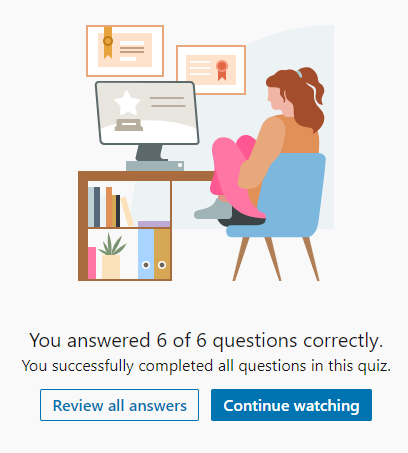 You answered 6 of 6 questions correctly.
You successfully completed all questions in this quiz.
Review all answers
Continue watching